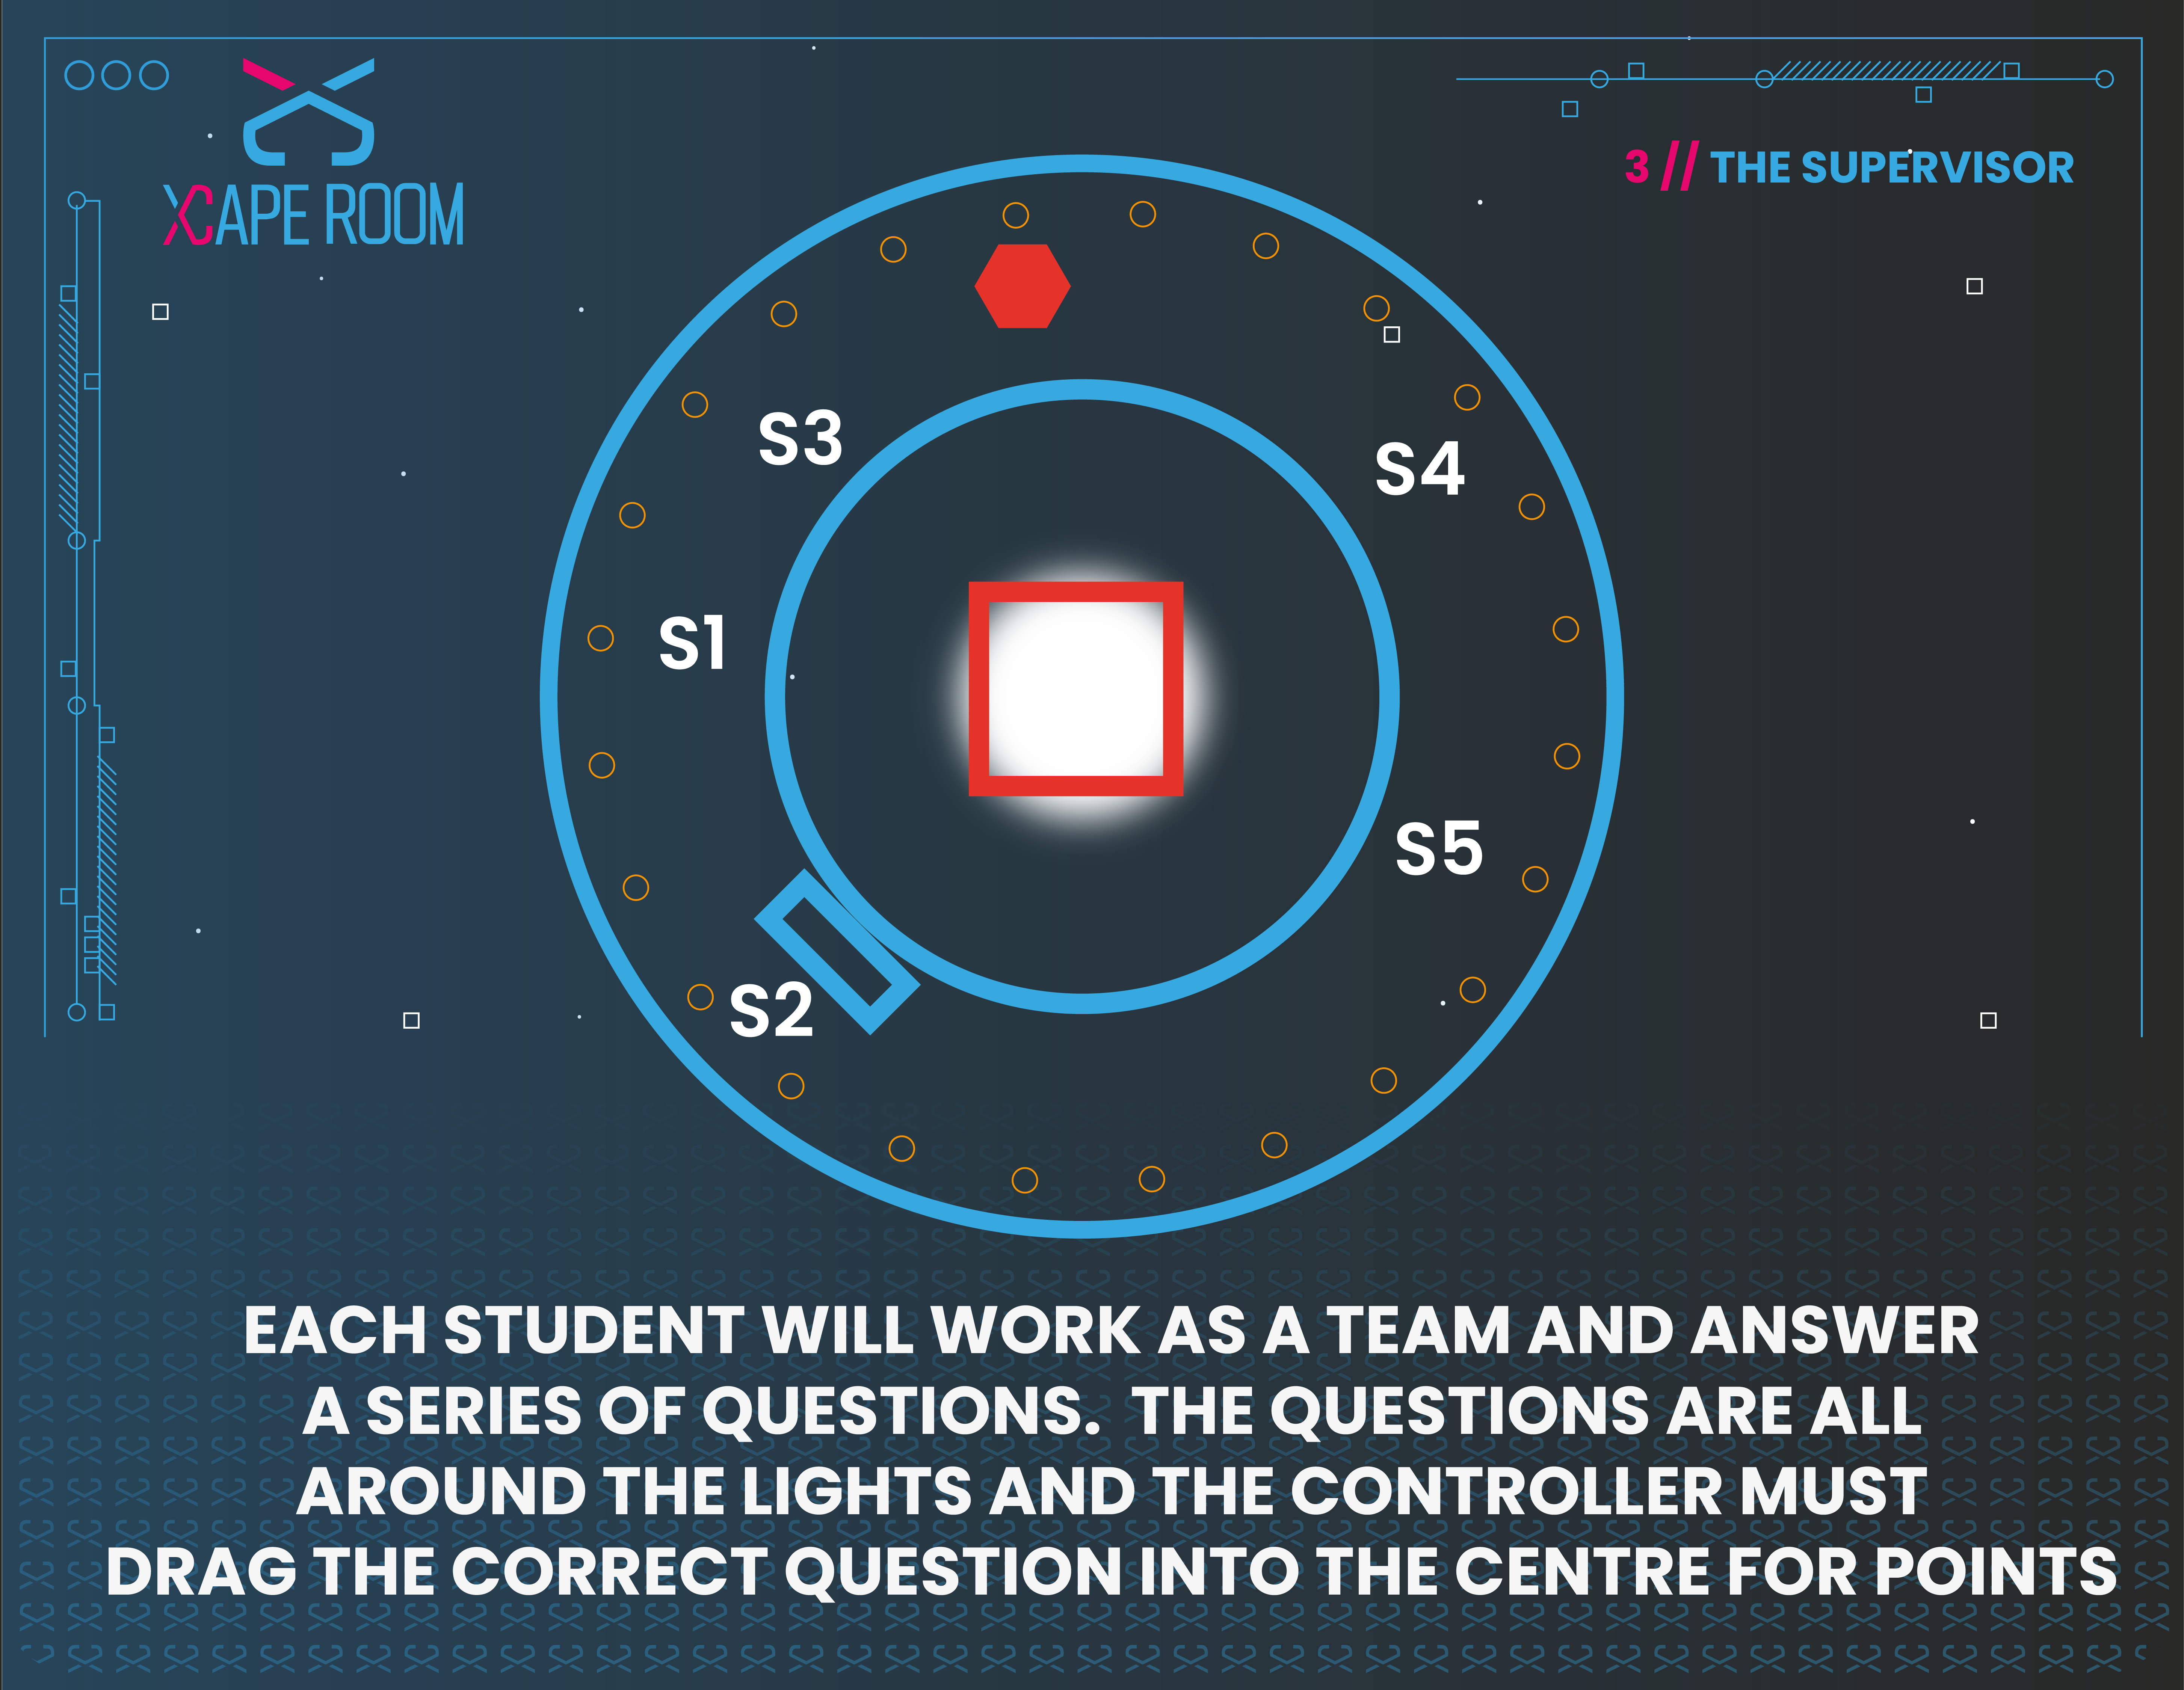 XCAPE ROOM
3 // THE SUPERVISOR
S3
S4
S1
S5
S2
EACH STUDENT WILL WORK AS A TEAM AND ANSWER
A SERIES OF QUESTIONS. THE QUESTIONS ARE ALL
AROUND THE LIGHTS AND THE CONTROLLER MUST
DRAG THE CORRECT QUESTION INTO THE CENTRE FOR POINTS